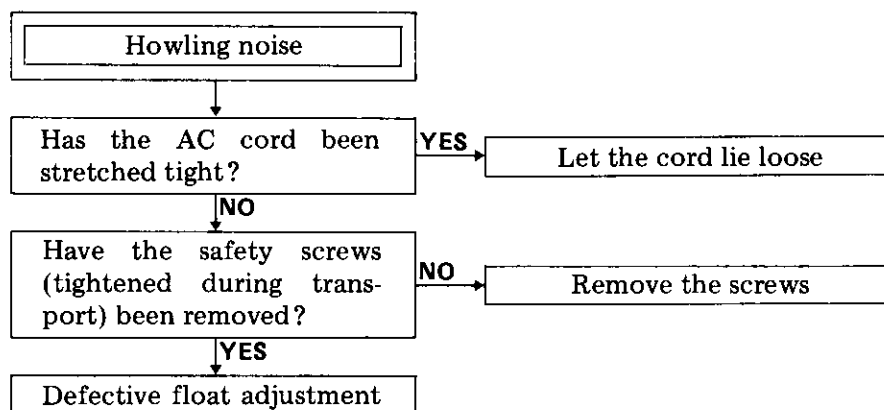 Howling noise
Has the AC cord been
stretched tight?
YES
Let the cord lie loose
NO
Have the safety screws
(tightened during trans-
port) been removed?
NO
Remove the screws
YES
Defective float adjustment